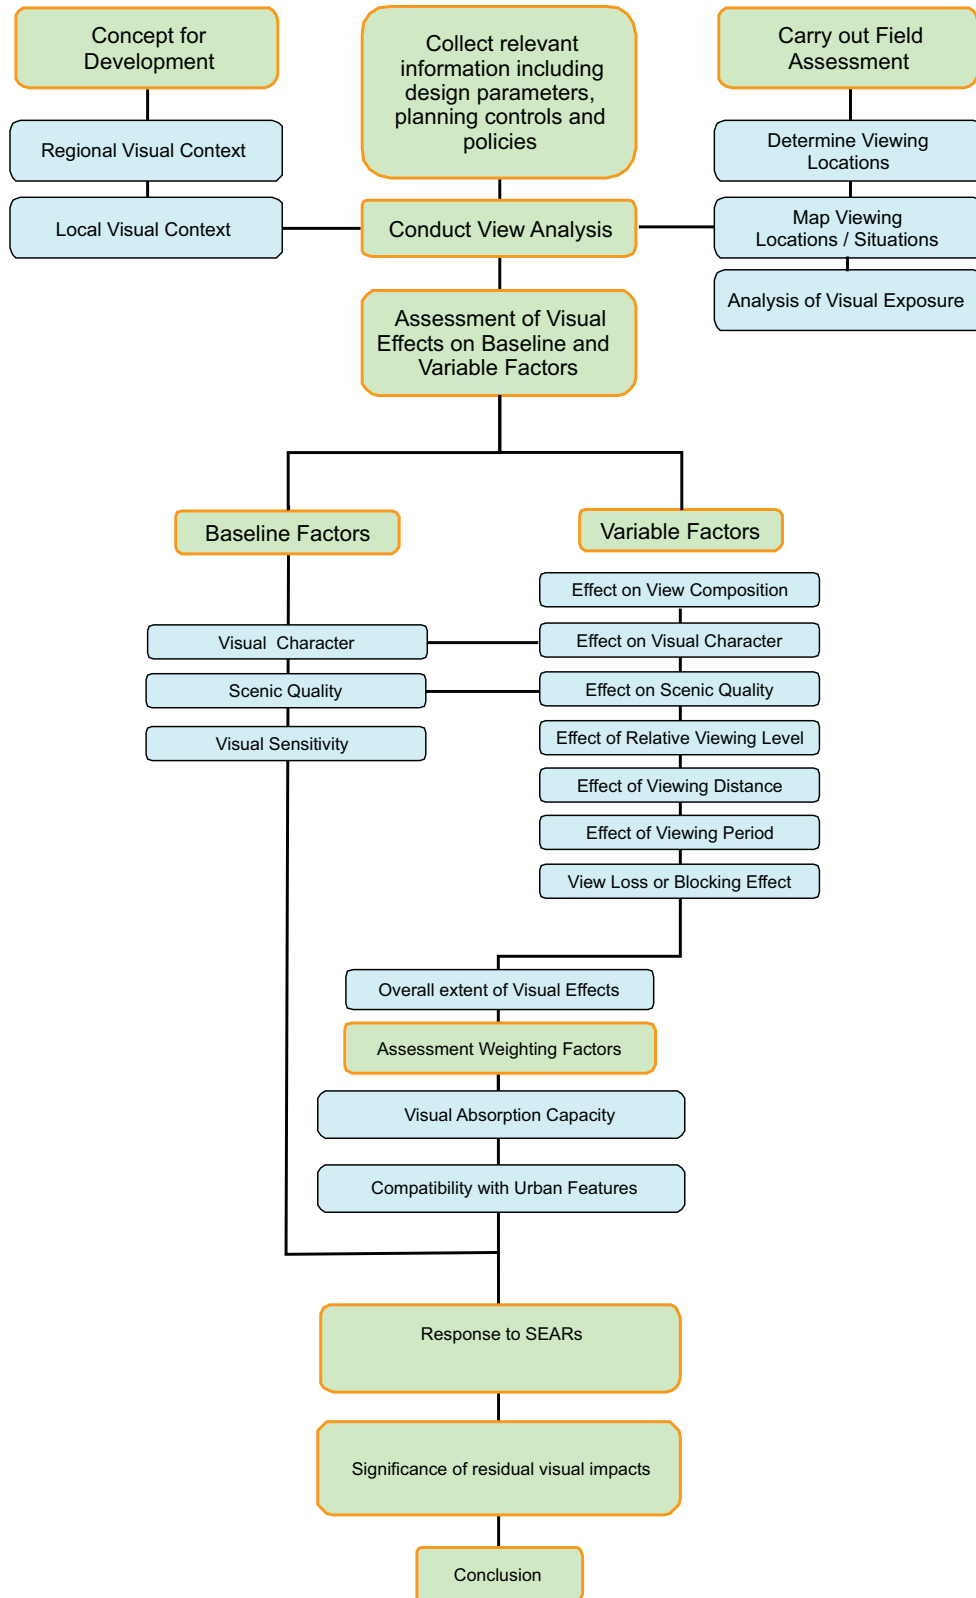 Concept for
Development
Collect relevant
information including
design parameters,
planning controls and
policies
Carry out Field
Assessment
Regional Visual Context
Determine Viewing
Locations
Local Visual Context
Conduct View Analysis
Map Viewing
Locations / Situations
Analysis of Visual Exposure
Assessment of Visual
Effects on Baseline and
Variable Factors
Baseline Factors
Variable Factors
Effect on View Composition
Visual Character
Effect on Visual Character
Scenic Quality
Effect on Scenic Quality
Visual Sensitivity
Effect of Relative Viewing Level
Effect of Viewing Distance
Effect of Viewing Period
View Loss or Blocking Effect
Overall extent of Visual Effects
Assessment Weighting Factors
Visual Absorption Capacity
Compatibility with Urban Features
Response to SEARs
Significance of residual visual impacts
Conclusion